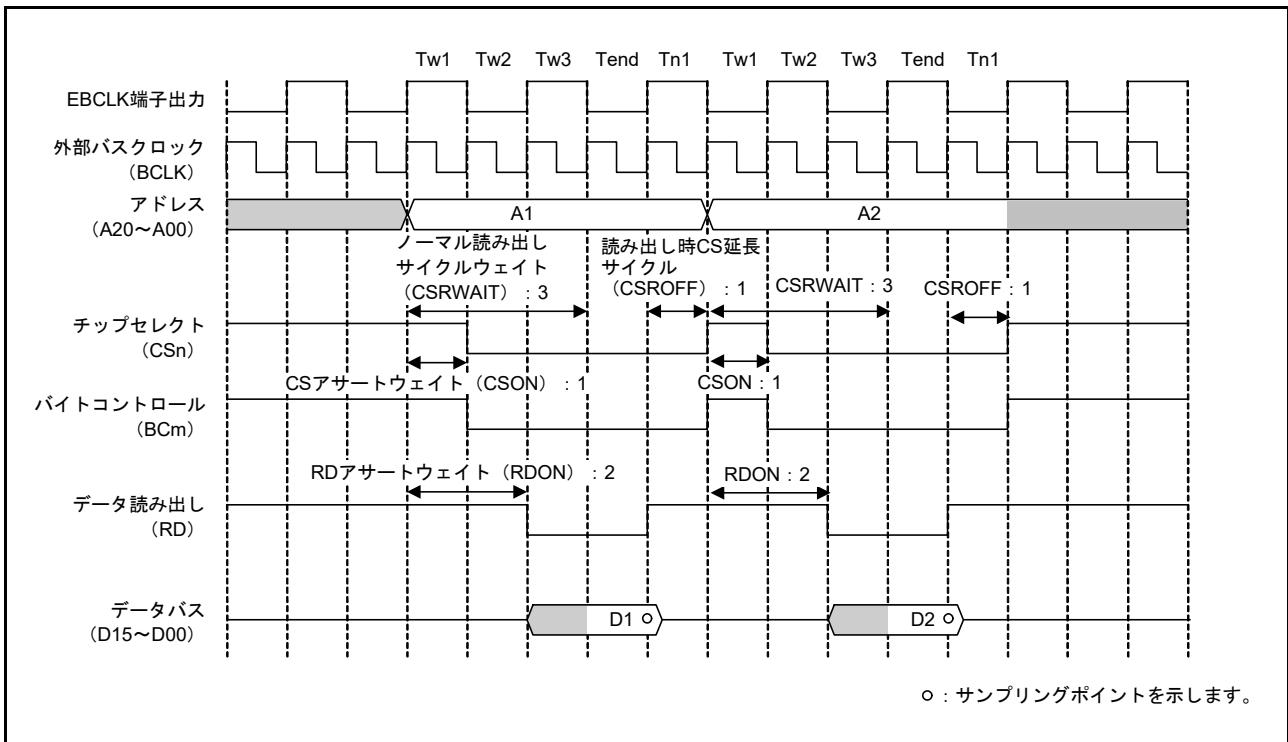 Tw1 Tw2 Tw3 Tend Tn1 Tw1 Tw2 Tw3 Tend Tn1
EBCLK端子出力
外部バスクロック
（BCLK）
アドレス
（A20～A00）
A1
A2
ノーマル読み出し
サイクルウェイト
（CSRWAIT）：3
読み出し時CS延長
サイクル
（CSROFF）：1
CSRWAIT：3
CSROFF：1
チップセレクト
（CSn）
CSアサートウェイト（CSON）：1
CSON：1
バイトコントロール
（BCm）
RDアサートウェイト（RDON）：2
RDON：2
データ読み出し
（RD）
データバス
（D15～D00）
D1
D2
：サンプリングポイントを示します。